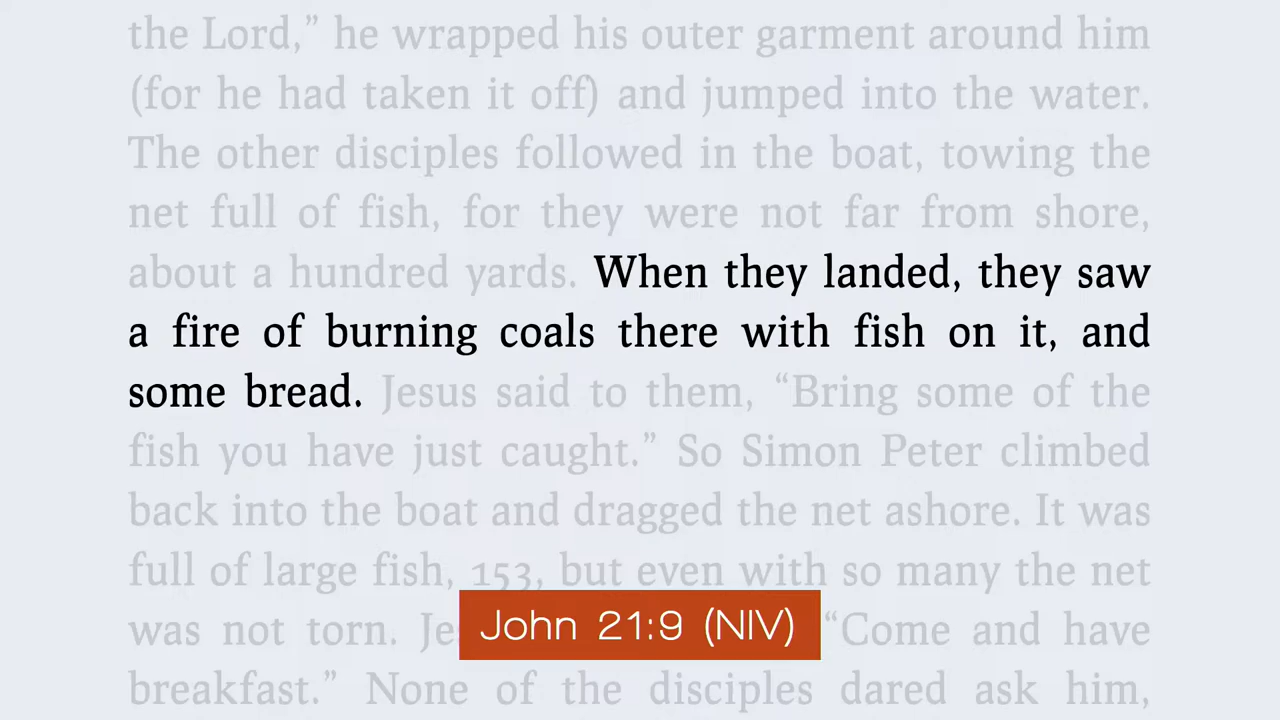 the Lord,” he wrapped his outer garment around him
(for he had taken it off) and jumped into the water.
The other disciples followed in the boat, towing the
net full of fish, for they were not far from shore,
about a hundred yards. When they landed, they saw
a fire of burning coals there with fish on it, and
some bread. Jesus said to them, “Bring some of the
fish you have just caught.” So Simon Peter climbed
back into the boat and dragged the net ashore. It was
full of large fish, 153, but even with so many the net
was not torn. “Come and have
John 21:9 (NIV)
breakfast.” None of the disciples dared ask him,